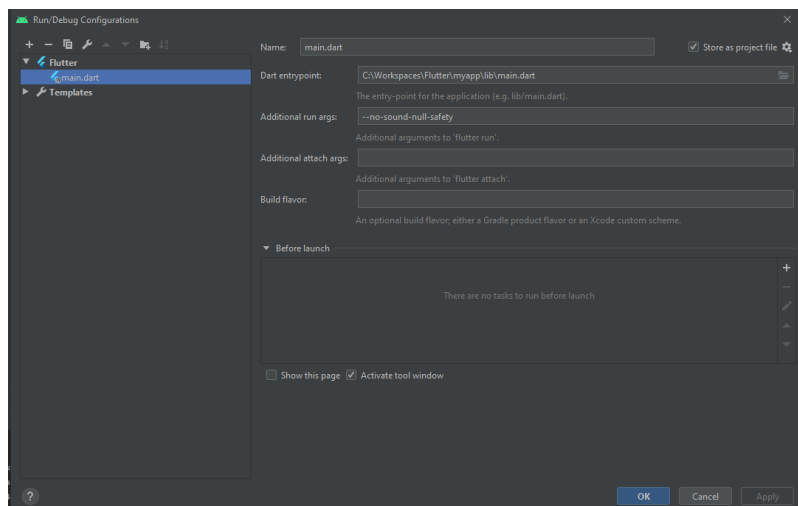 Run/Debug Configurations
Flutter
main.dart
Templates
Name: main.dart
Store as project file
Dart entrypoint: C:\Workspaces\Flutter\myapp\lib\main.dart
The entry-point for the application (e.g. lib/main.dart).
Additional run args: --no-sound-null-safety
Additional arguments to 'flutter run'.
Additional attach args:
Additional arguments to 'flutter attach'.
Build flavor:
An optional build flavor; either a Gradle product flavor or an Xcode custom scheme.
Before launch
There are no tasks to run before launch
Show this page Activate tool window
? OK Cancel Apply